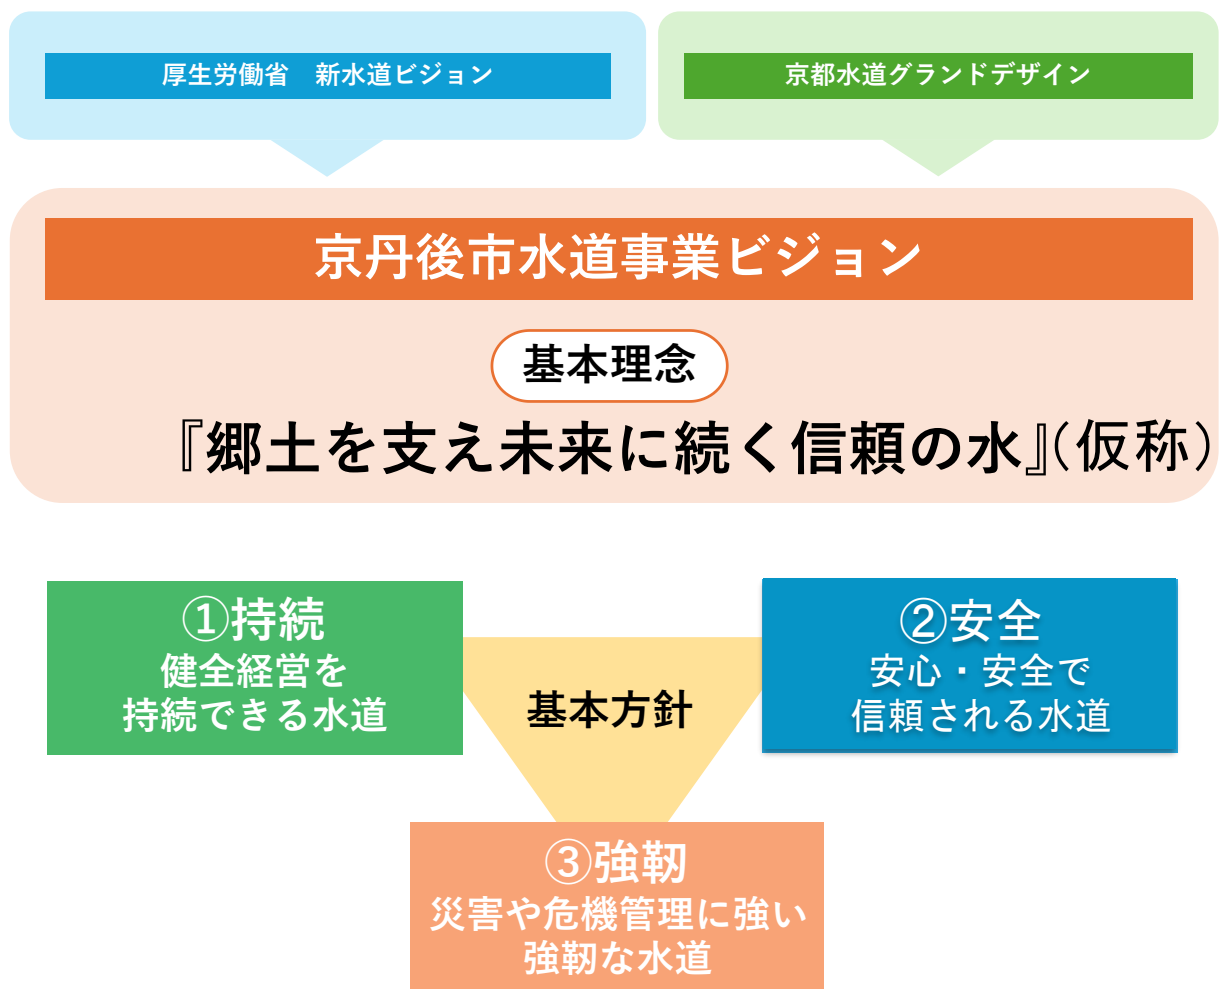 厚生労働省　新水道ビジョン
京都水道グランドデザイン
京丹後市水道事業ビジョン
基本理念
『郷土を支え未来に続く信頼の水』（仮称）
①持続
健全経営を
持続できる水道
②安全
安心・安全で
信頼される水道
基本方針
③強靭
災害や危機管理に強い
強靭な水道